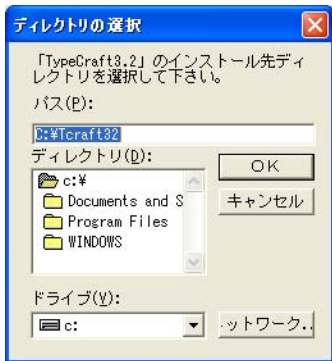 ディレクトリの選択
「TypeCraft3.2」のインストール先ディ
レクトリを選択して下さい。
パス(P):
C:¥Tcraft32
ディレクトリ(D):
c:¥
Documents and S
Program Files
WINDOWS
OK
キャンセル
ドライブ(V):
c:
ットワーク..